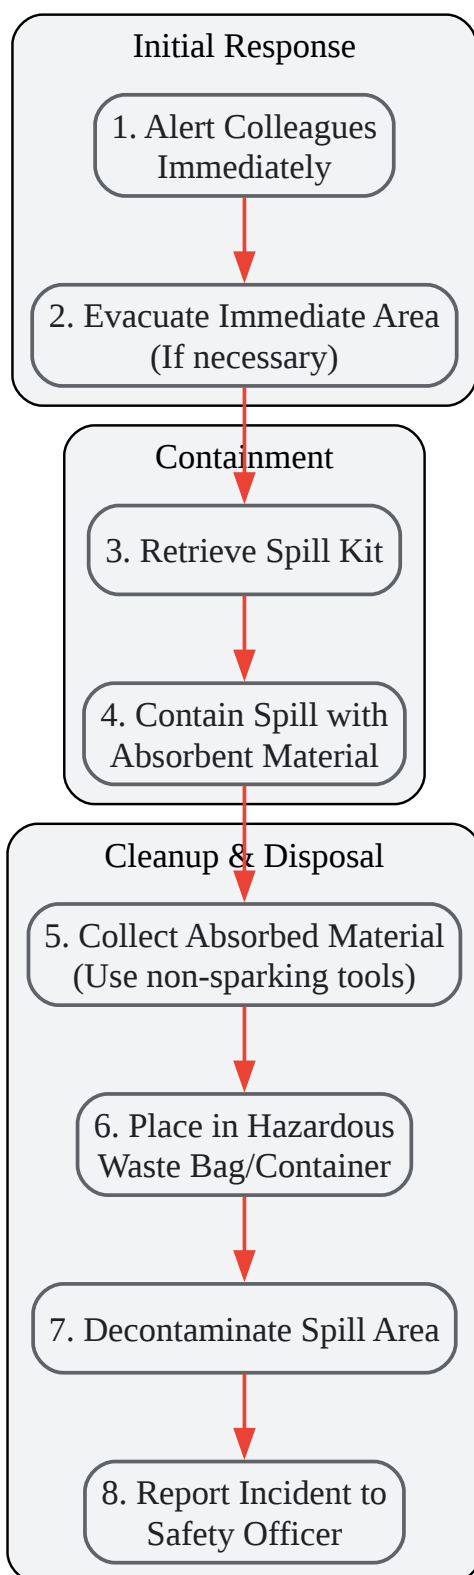 Initial Response
1. Alert Colleagues
Immediately
2. Evacuate Immediate Area
(If necessary)
Containment
3. Retrieve Spill Kit
4. Contain Spill with
Absorbent Material
Cleanup & Disposal
5. Collect Absorbed Material
(Use non-sparking tools)
6. Place in Hazardous
Waste Bag/Container
7. Decontaminate Spill Area
8. Report Incident to
Safety Officer